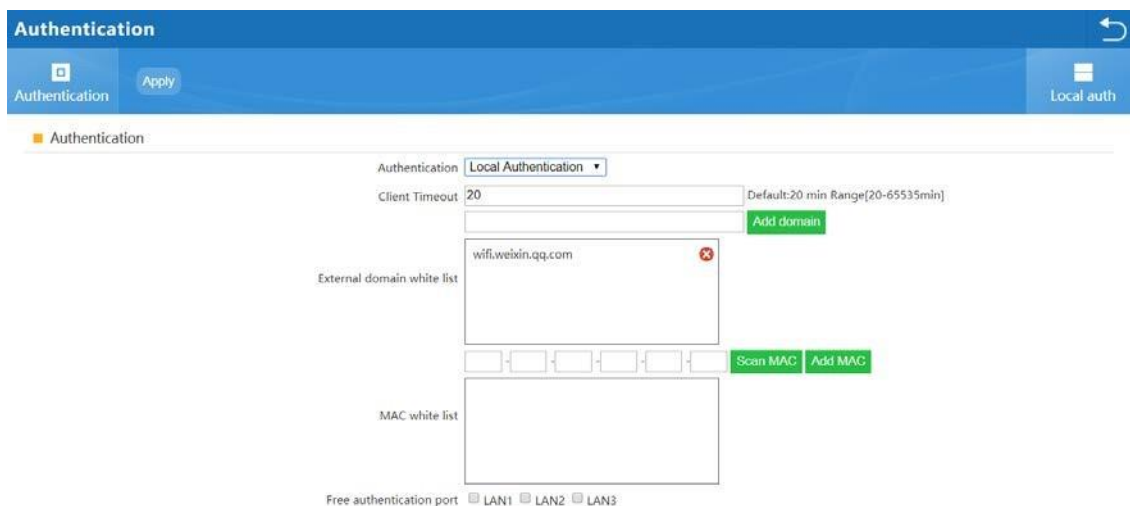 Authentication
Authentication
Apply
Local auth
Authentication
Authentication Local Authentication
Client Timeout 20 Default:20 min Range[20-65535min]
Add domain
wifi.weixin.qq.com
External domain white list
- - - - - Scan MAC Add MAC
MAC white list
Free authentication port LAN1 LAN2 LAN3